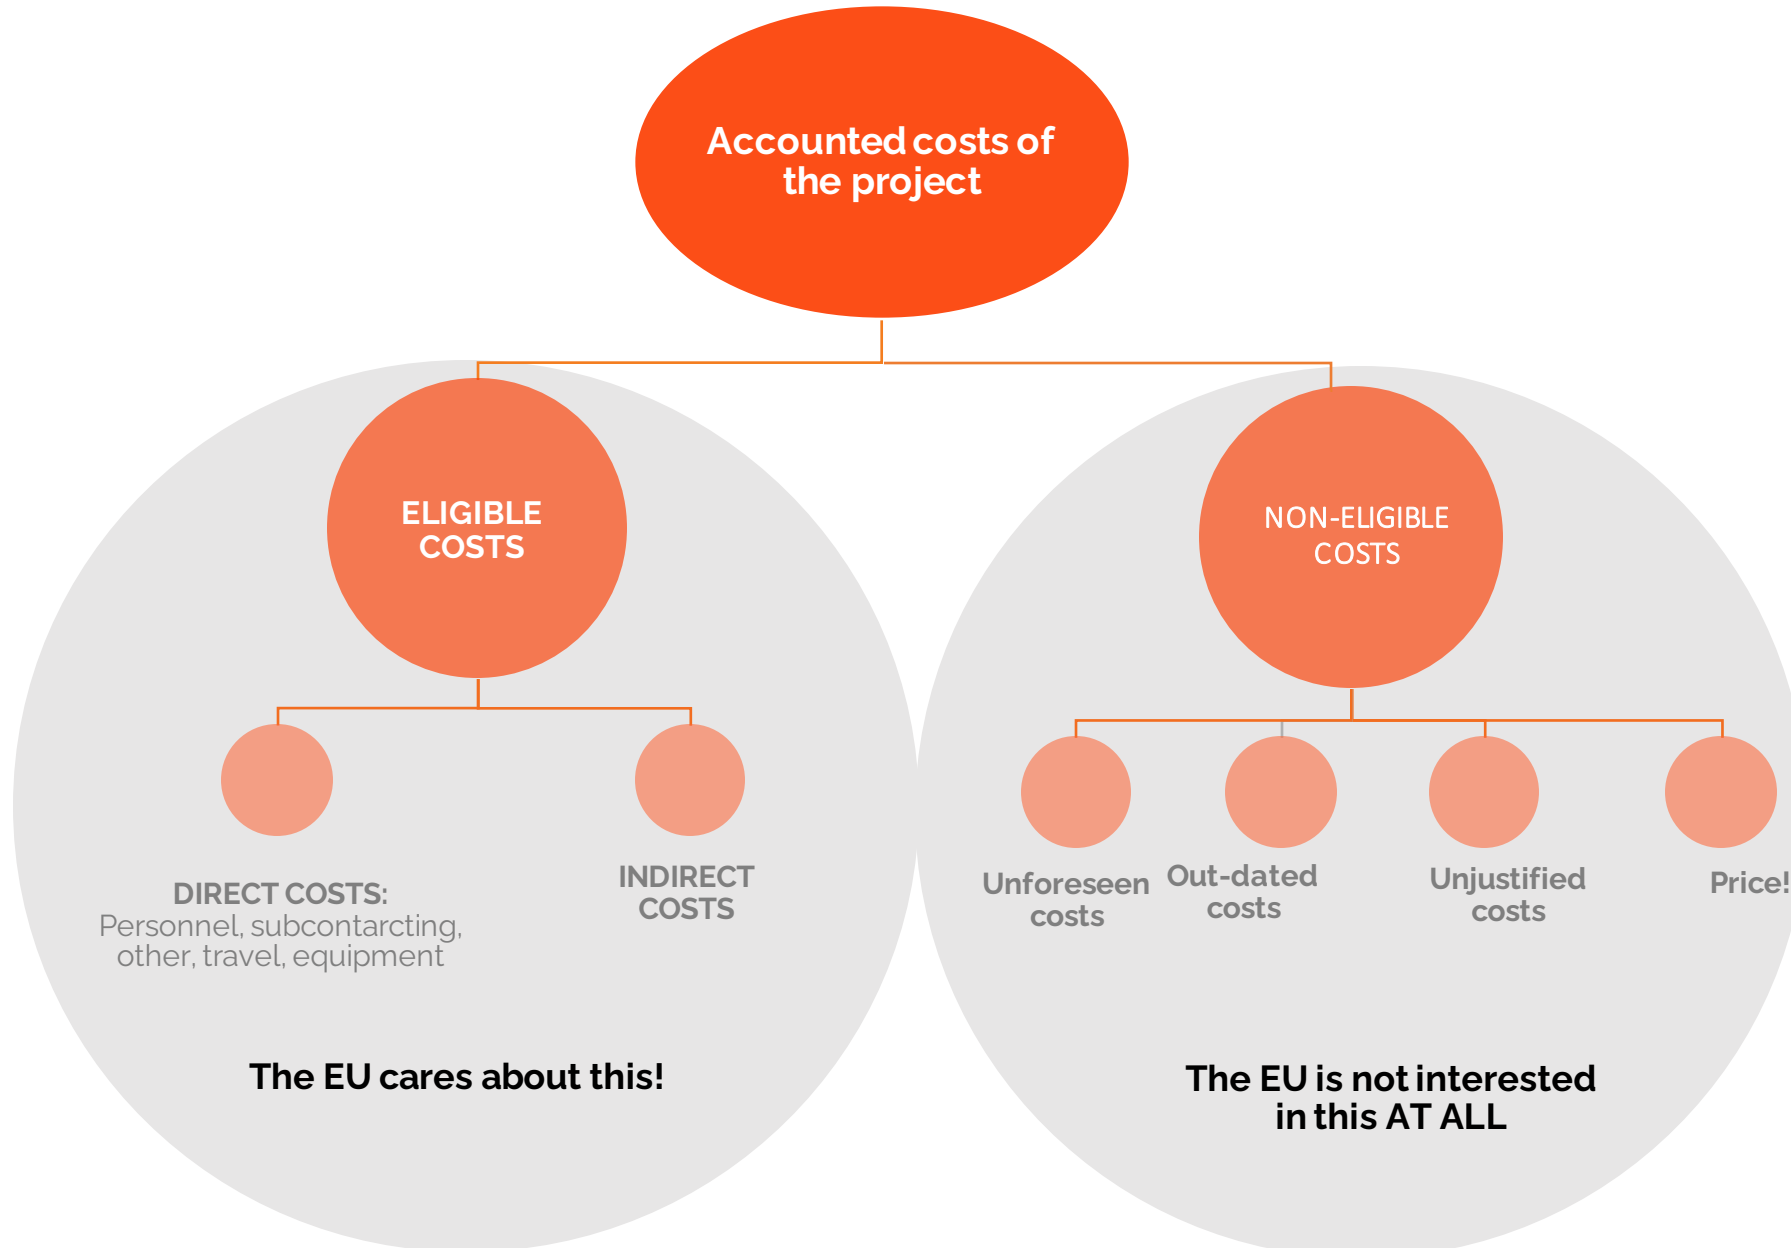 Accounted costs of
the project
ELIGIBLE
COSTS
NON-ELIGIBLE
COSTS
DIRECT COSTS:
Personnel, subcontarcting,
other, travel, equipment
INDIRECT
COSTS
Unforeseen
costs
Out-dated
costs
Unjustified
costs
Price!
The EU cares about this!
The EU is not interested
in this AT ALL